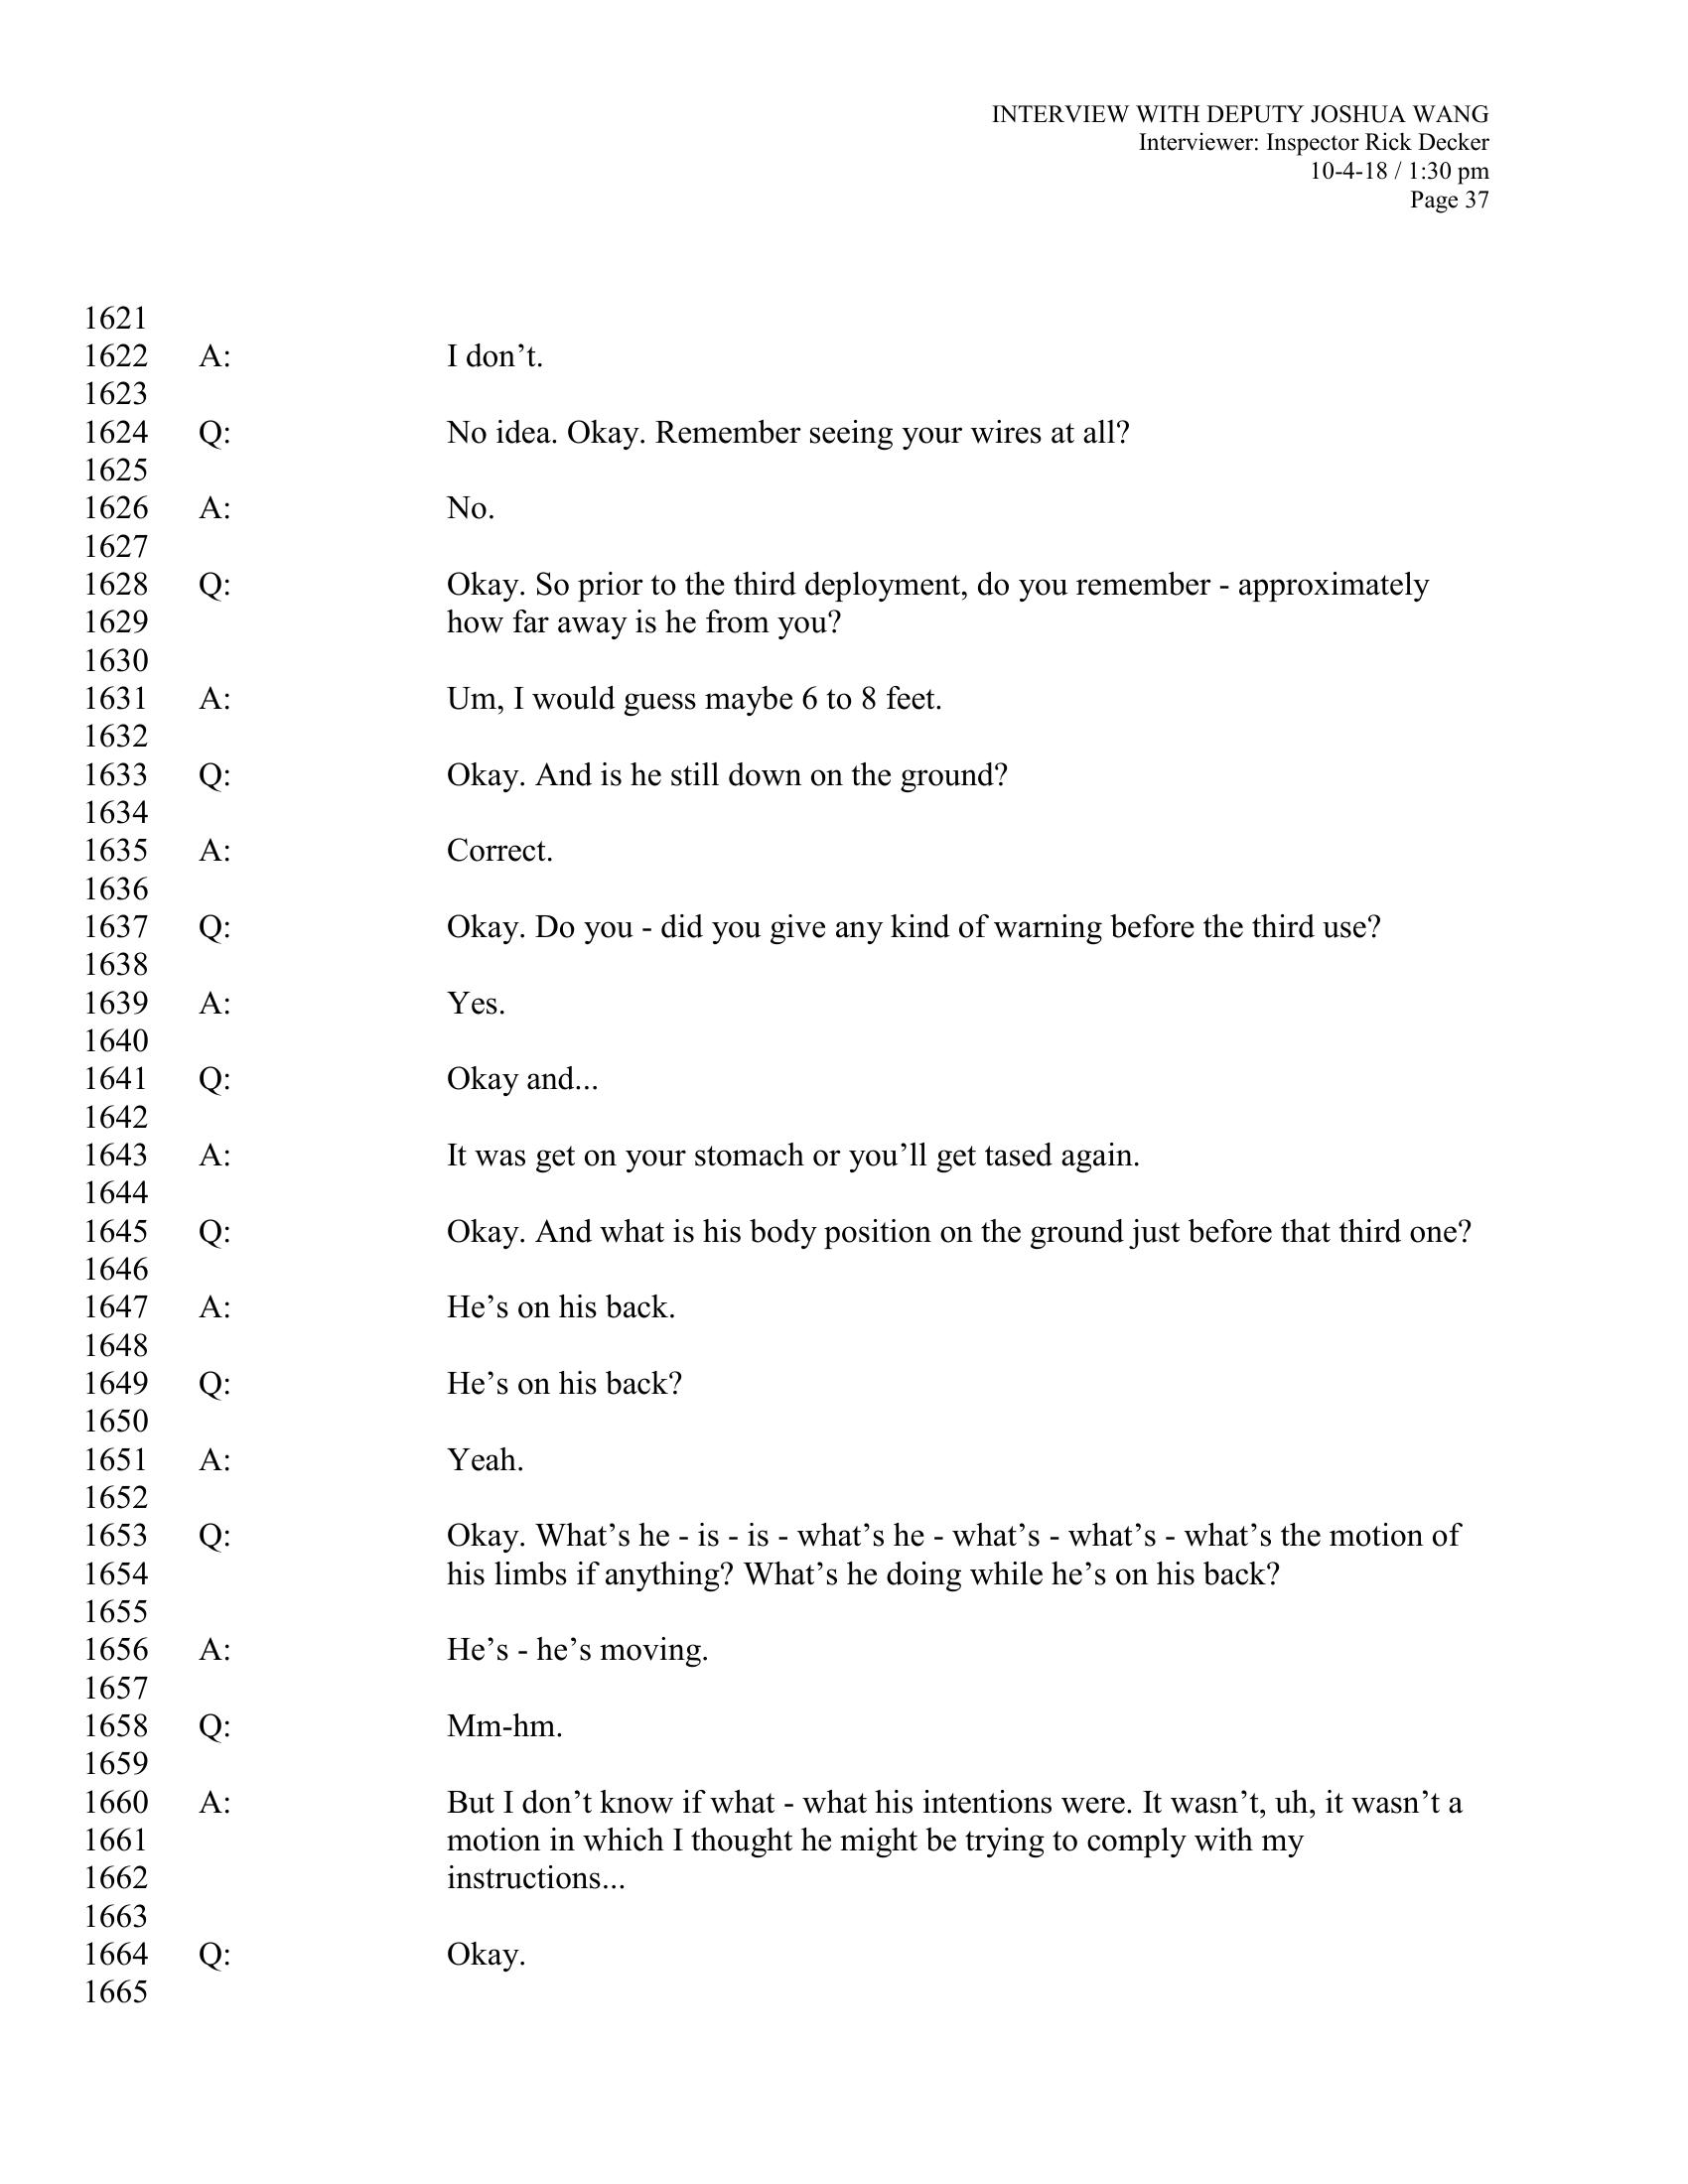 INTERVIEW WITH DEPUTY JOSHUA WANG
Interviewer: Inspector Rick Decker
10-4-18 / 1:30 pm
Page 37
1621
1622 A: I don’t.
1623
1624 Q: No idea. Okay. Remember seeing your wires at all?
1625
1626 A: No.
1627
1628 Q: Okay. So prior to the third deployment, do you remember - approximately
1629 how far away is he from you?
1630
1631 A: Um, I would guess maybe 6 to 8 feet.
1632
1633 Q: Okay. And is he still down on the ground?
1634
1635 A: Correct.
1636
1637 Q: Okay. Do you - did you give any kind of warning before the third use?
1638
1639 A: Yes.
1640
1641 Q: Okay and...
1642
1643 A: It was get on your stomach or you’ll get tased again.
1644
1645 Q: Okay. And what is his body position on the ground just before that third one?
1646
1647 A: He’s on his back.
1648
1649 Q: He’s on his back?
1650
1651 A: Yeah.
1652
1653 Q: Okay. What’s he - is - is - what’s he - what’s - what’s - what’s the motion of
1654 his limbs if anything? What’s he doing while he’s on his back?
1655
1656 A: He’s - he’s moving.
1657
1658 Q: Mm-hm.
1659
1660 A: But I don’t know if what - what his intentions were. It wasn’t, uh, it wasn’t a
1661 motion in which I thought he might be trying to comply with my
1662 instructions...
1663
1664 Q: Okay.
1665